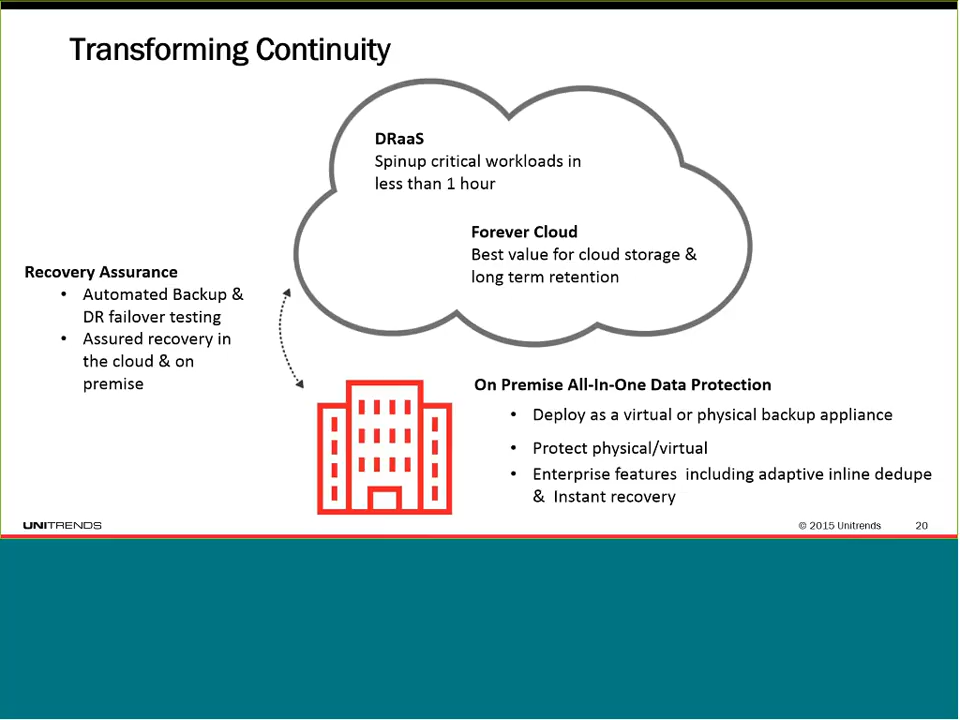 Transforming Continuity
DRaaS
Spinup critical workloads in
less than 1 hour
Forever Cloud
Best value for cloud storage &
long term retention
Recovery Assurance
• Automated Backup &
DR failover testing
• Assured recovery in
the cloud & on
premise
On Premise All-In-One Data Protection
• Deploy as a virtual or physical backup appliance
• Protect physical/virtual
• Enterprise features including adaptive inline dedupe
& Instant recovery
UNITRENDS
© 2015 Unitrends
20